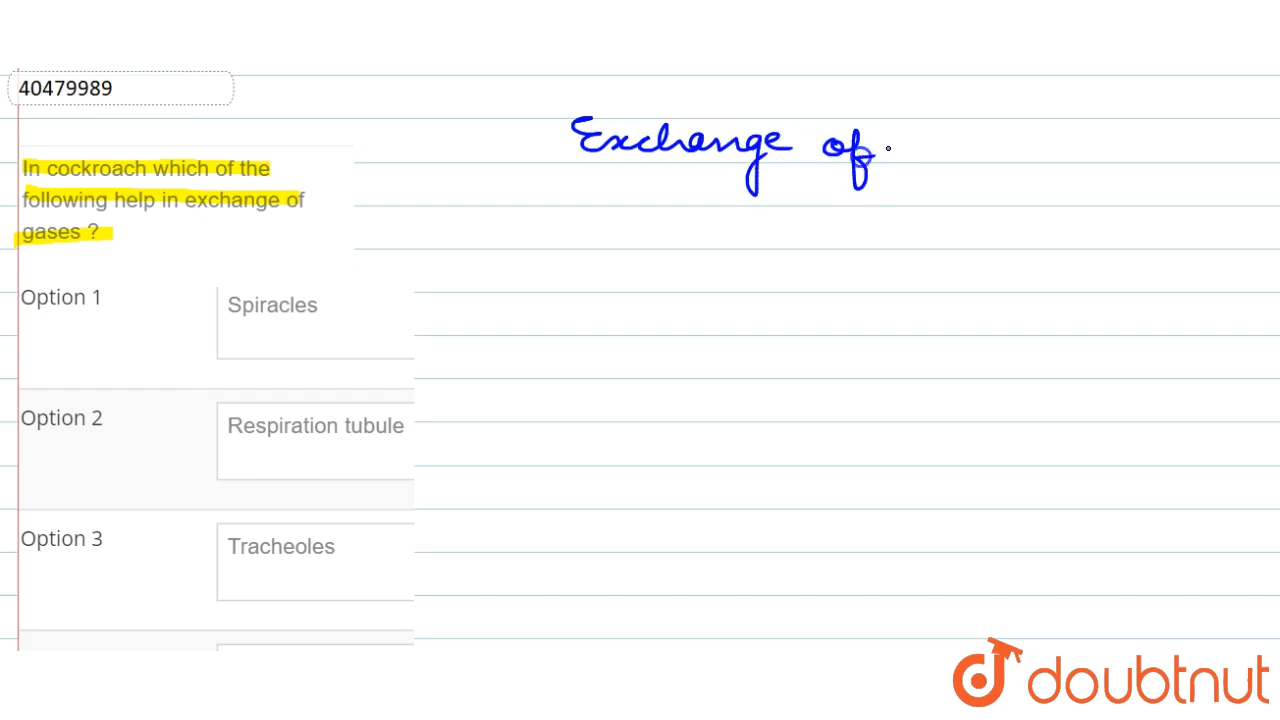 40479989
Exchange of
In cockroach which of the
following help in exchange of
gases ?
Option 1
Spiracles
Option 2
Respiration tubule
Option 3
Tracheoles
doubtnut